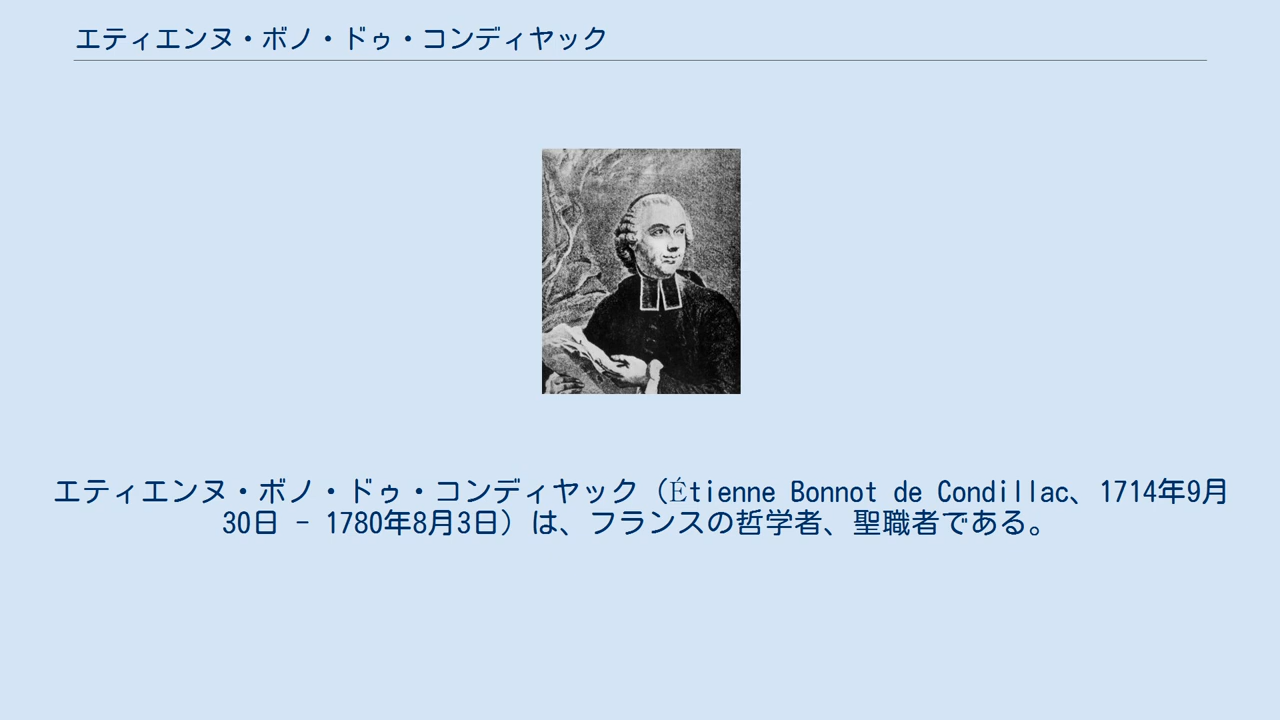 エティエンヌ・ボノ・ドゥ・コンディヤック
エティエンヌ・ボノ・ドゥ・コンディヤック（Étienne Bonnot de Condillac、1714年9月
30日 - 1780年8月3日）は、フランスの哲学者、聖職者である。